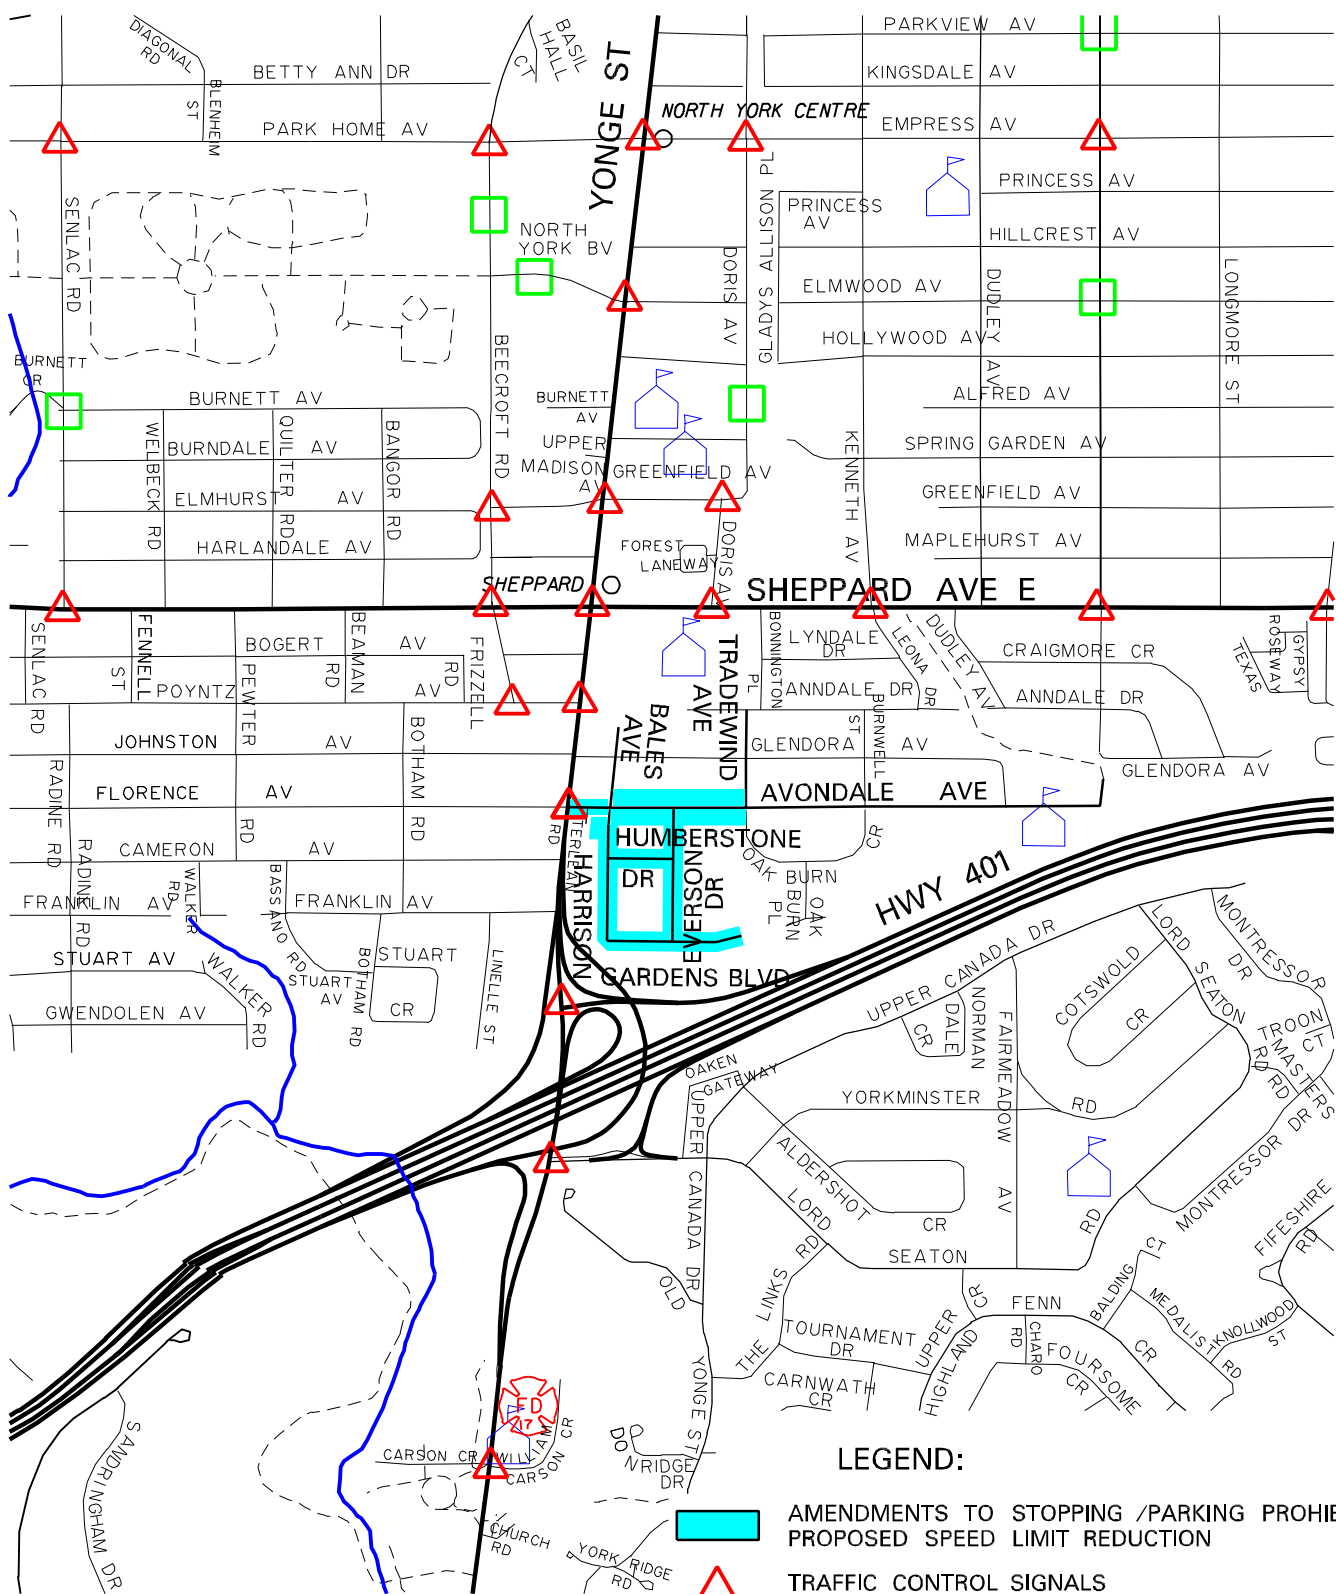 PARKVIEW AV
DIAGONAL RD
BASIL HALL CT
YONGE ST
BETTY ANN DR
KINGSDALE AV
BLENHEIM ST
NORTH YORK CENTRE
PARK HOME AV
EMPRESS AV
PRINCESS AV
PRINCESS AV
SENLAC RD
NORTH YORK BV
HILLCREST AV
DORIS AV
GLADYS ALLISON PL
ELMWOOD AV
DUDLEY AV
LONGMORE ST
HOLLYWOOD AV
BURNETT CR
BEECROFT RD
BURNETT AV
BURNETT AV
ALFRED AV
WELBECK RD
BURNDALE AV
QUILTER RD
BANGOR RD
UPPER MADISON AV
GREENFIELD AV
KENNETH AV
SPRING GARDEN AV
ELMHURST AV
GREENFIELD AV
HARLANDALE AV
FOREST LANEWAY
DORIS AV
MAPLEHURST AV
SHEPPARD
SHEPPARD AVE E
SENLAC RD
FENNELL ST
BOGERT AV
BEAMAN RD
FRIZZELL RD
POYNTZ AV
PEWTER RD
BONNINGTON PL
LYNDALE DR
LEONA DR
DUDLEY AV
CRAIGMORE CR
TEXAS
ROSEWAY
GYPSY
TRADEWIND AVE
BALES AVE
ANNDALE DR
ANNDALE DR
BURNWELL ST
JOHNSTON AV
BOTHAM RD
GLENDORA AV
GLENDORA AV
RADINE RD
FLORENCE AV
AVONDALE AVE
HUMBERSTONE DR
CAMERON AV
HARRISON GARDENS BLVD
EVERSON DR
OAK BURN CR
OAK BURN PL
HWY 401
RADINE RD
WALKER RD
BASSANO RD
FRANKLIN AV
FRANKLIN AV
STUART AV
WALKER RD
STUART AV
BOTHAM RD
STUART CR
LINELLE ST
GWENDOLEN AV
UPPER CANADA DR
LORD SEATON RD
MONTRESSOR DR
COTSWOLD CR
NORMAN DALE CR
FAIRMEADOW AV
TROON CT
MASTERS RD
OAKEN GATEWAY
YORKMINSTER RD
UPPER CANADA DR
ALDERSHOT CR
MONTRESSOR DR
LORD SEATON RD
FIFESHIRE RD
OLD YONGE ST
THE LINKS RD
UPPER HIGHLAND CR
FENN
BALDING CT
MEDALIST RD
KNOLLWOOD ST
TOURNAMENT DR
CHARO RD
FOURSOME CR
CR
CARNWATH CR
FD
17
SANDRINGHAM DR
CARSON CR
WILLIAM CARSON CR
DONRIDGE DR
CHURCH RD
YORK RIDGE RD
LEGEND:
AMENDMENTS TO STOPPING /PARKING PROHIB
PROPOSED SPEED LIMIT REDUCTION
TRAFFIC CONTROL SIGNALS